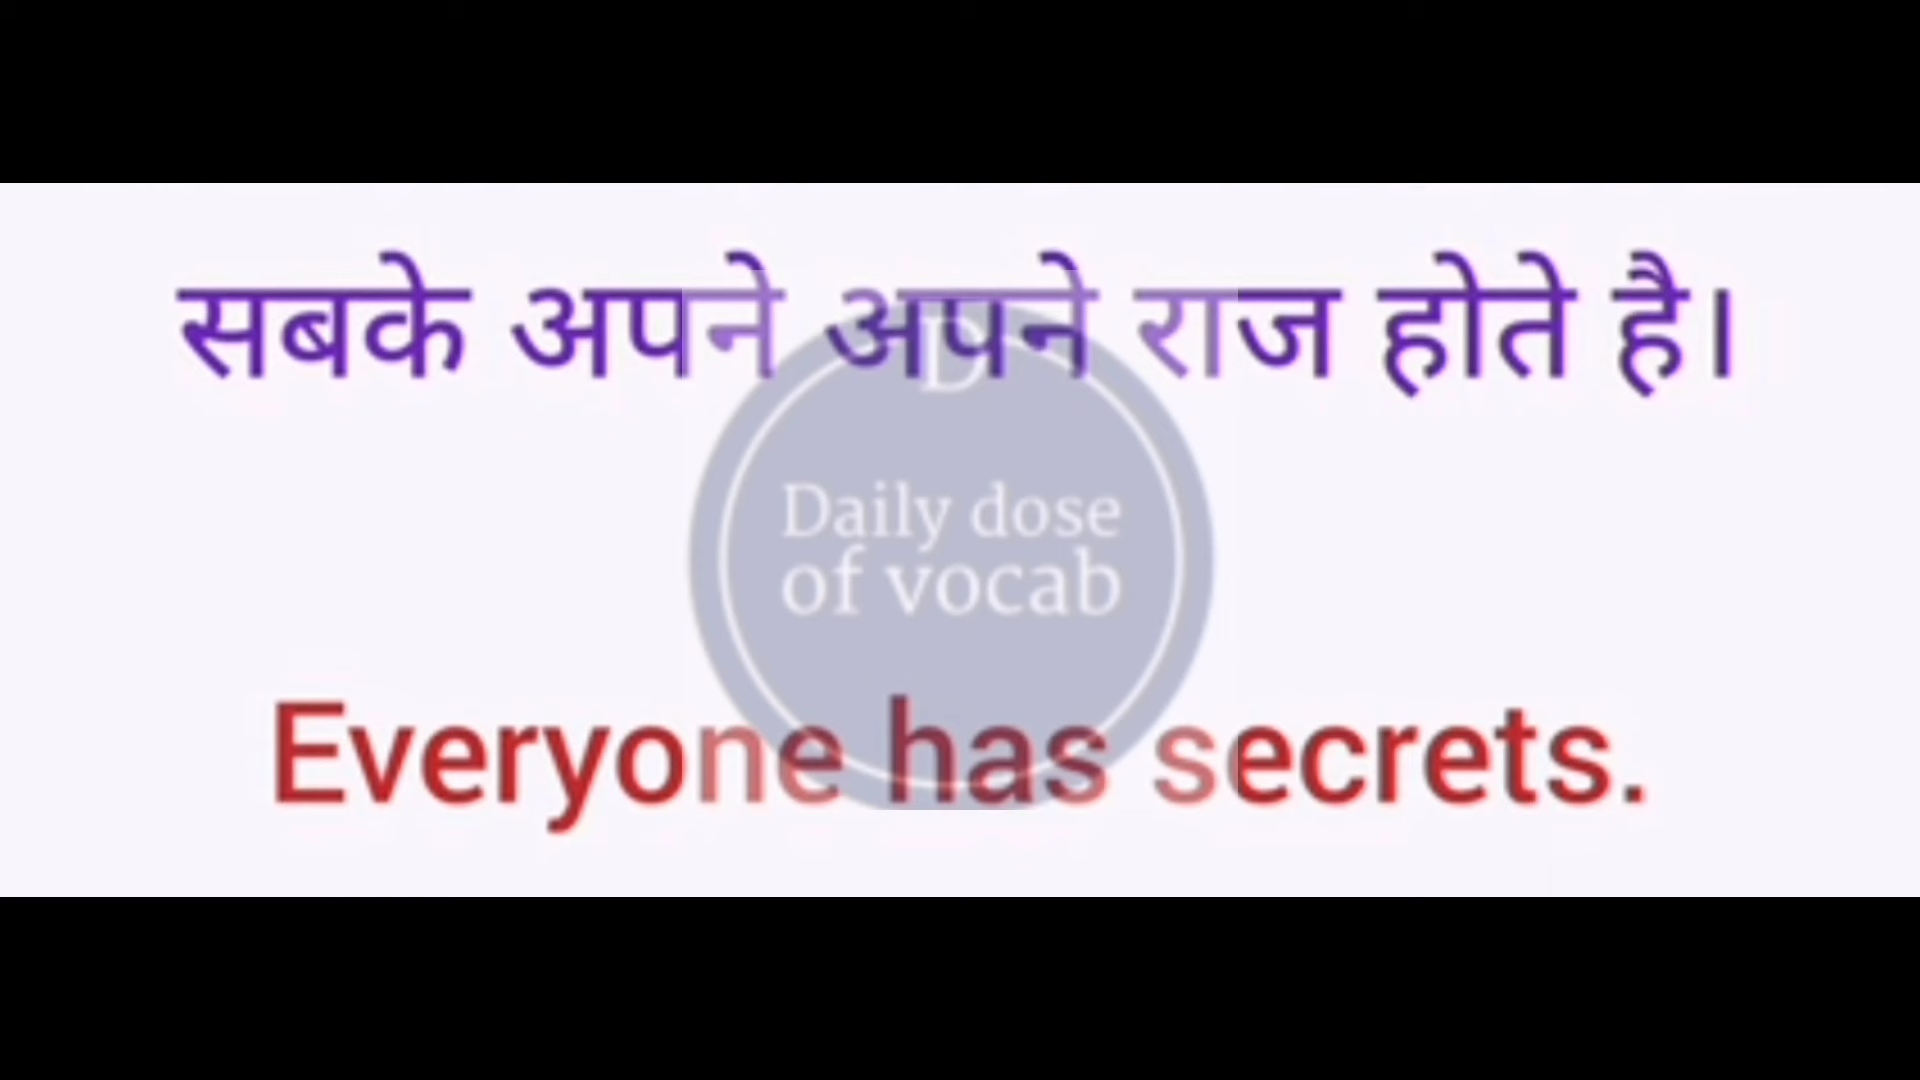 सबके अपने अपने राज होते है।
D
Daily dose
of vocab
Everyone has secrets.